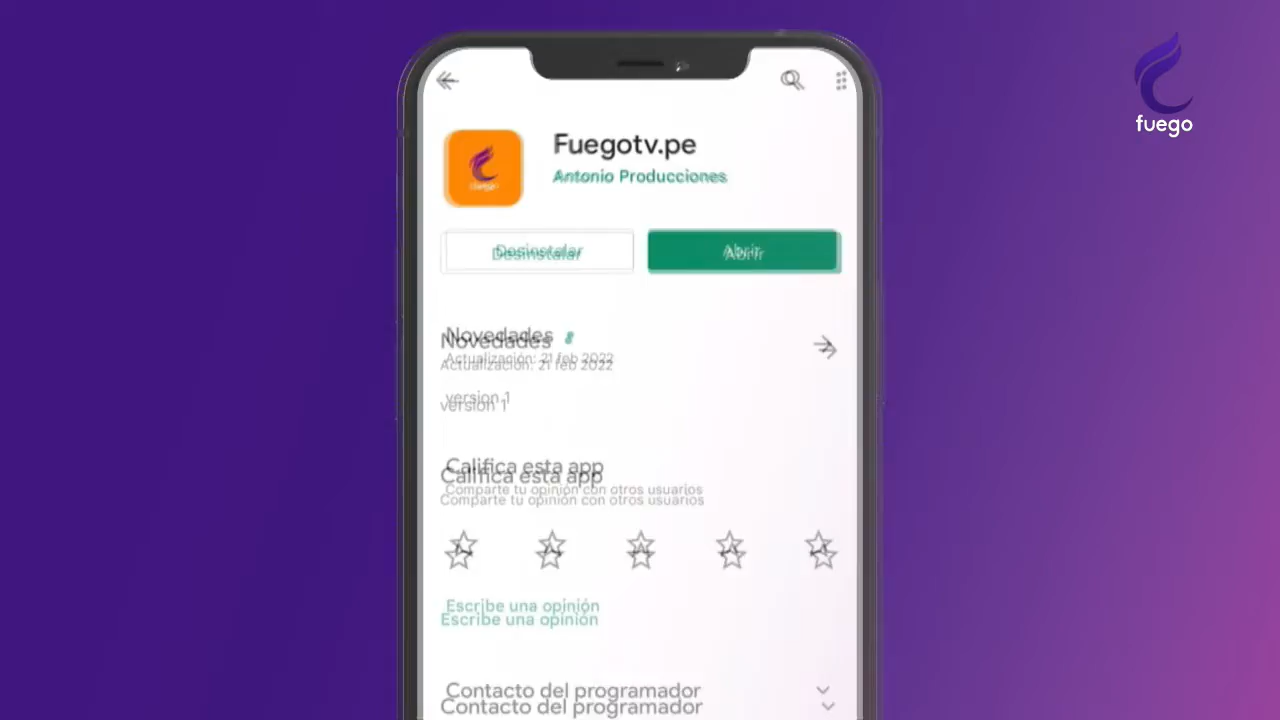 fuego
Fuegotv.pe
Antonio Producciones
fuego
Desinstalar
Abrir
Novedades
Actualización: 21 feb 2022
version 1
Califica esta app
Comparte tu opinión con otros usuarios
Escribe una opinión
Contacto del programador